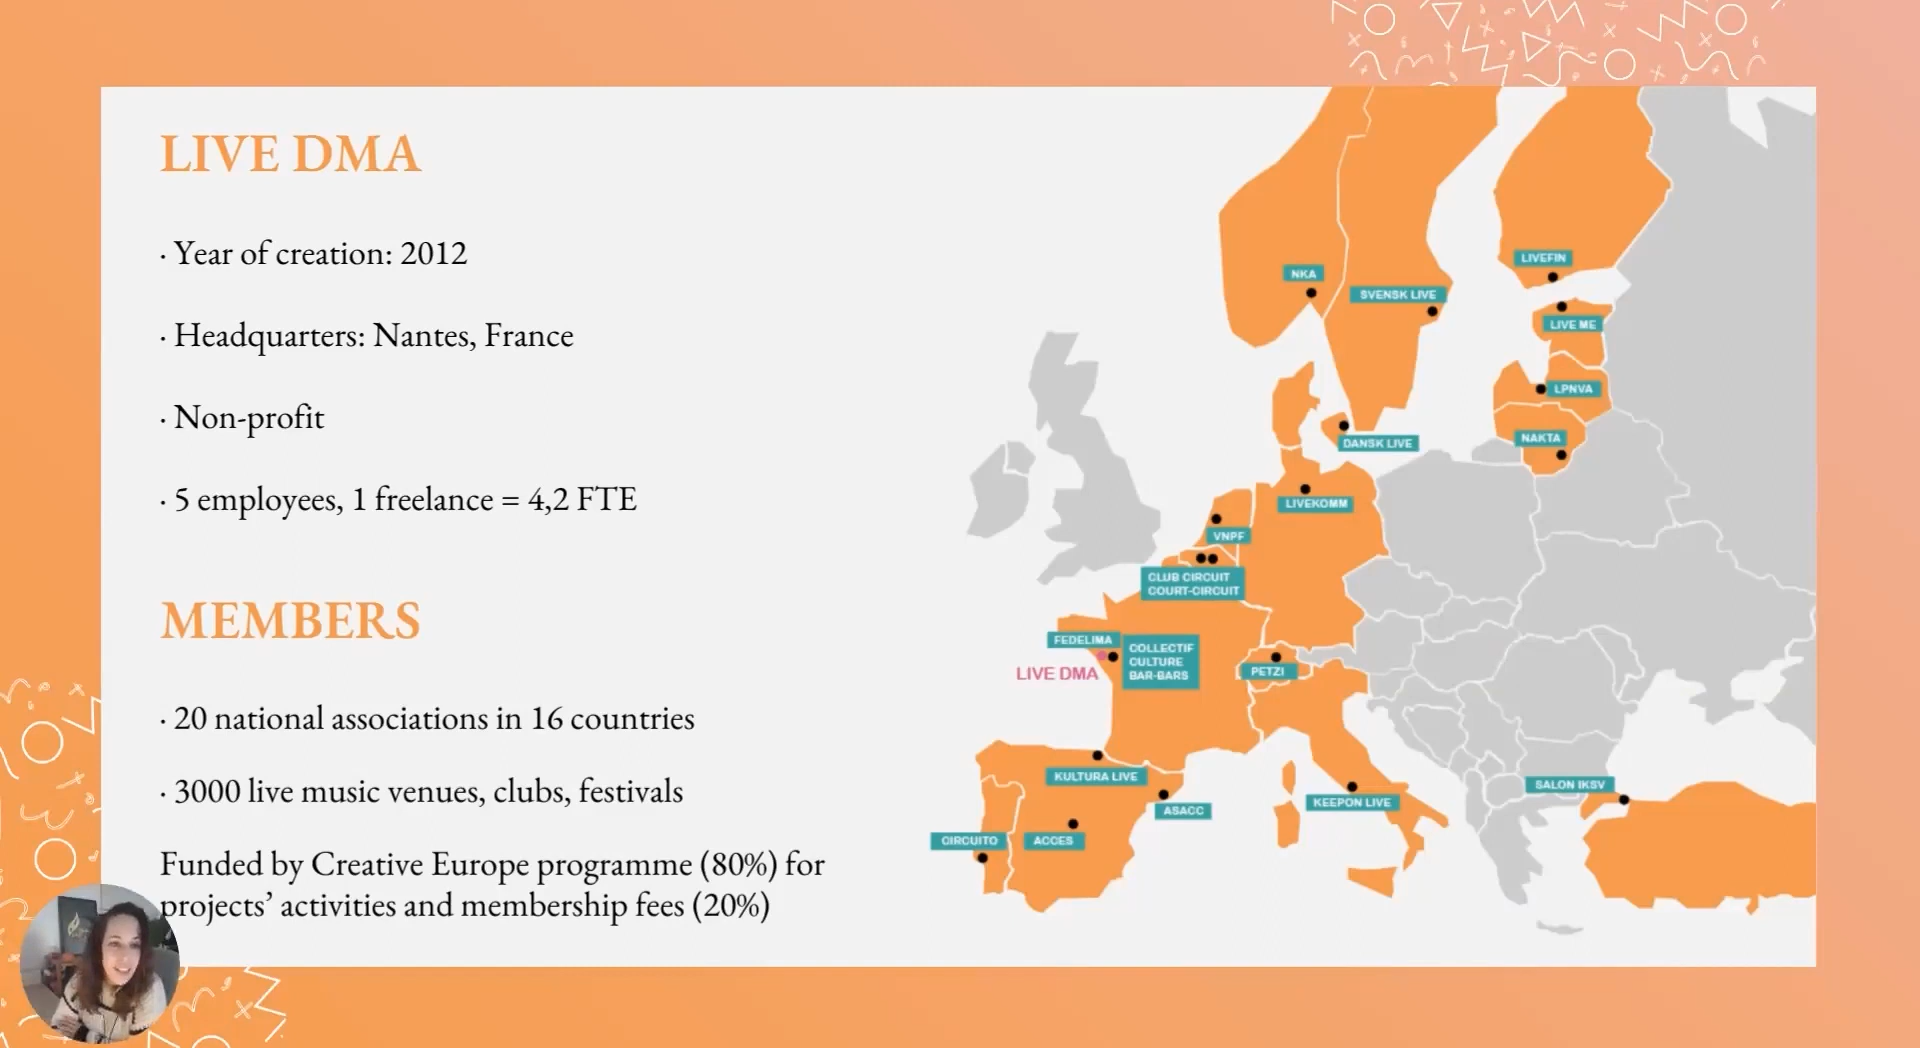 LIVE DMA
· Year of creation: 2012
· Headquarters: Nantes, France
· Non-profit
· 5 employees, 1 freelance = 4,2 FTE
MEMBERS
· 20 national associations in 16 countries
· 3000 live music venues, clubs, festivals
Funded by Creative Europe programme (80%) for
projects’ activities and membership fees (20%)
LIVEFIN
NKA
SVENSK LIVE
LIVE ME
LPNVA
NAKTA
DANSK LIVE
LIVEKOMM
VNPF
CLUB CIRCUIT
COURT-CIRCUIT
FEDELIMA
COLLECTIF
CULTURE
BAR-BARS
LIVE DMA
PETZI
KULTURA LIVE
SALON IKSV
KEEPON LIVE
ASACC
CIRCUITO
ACCES